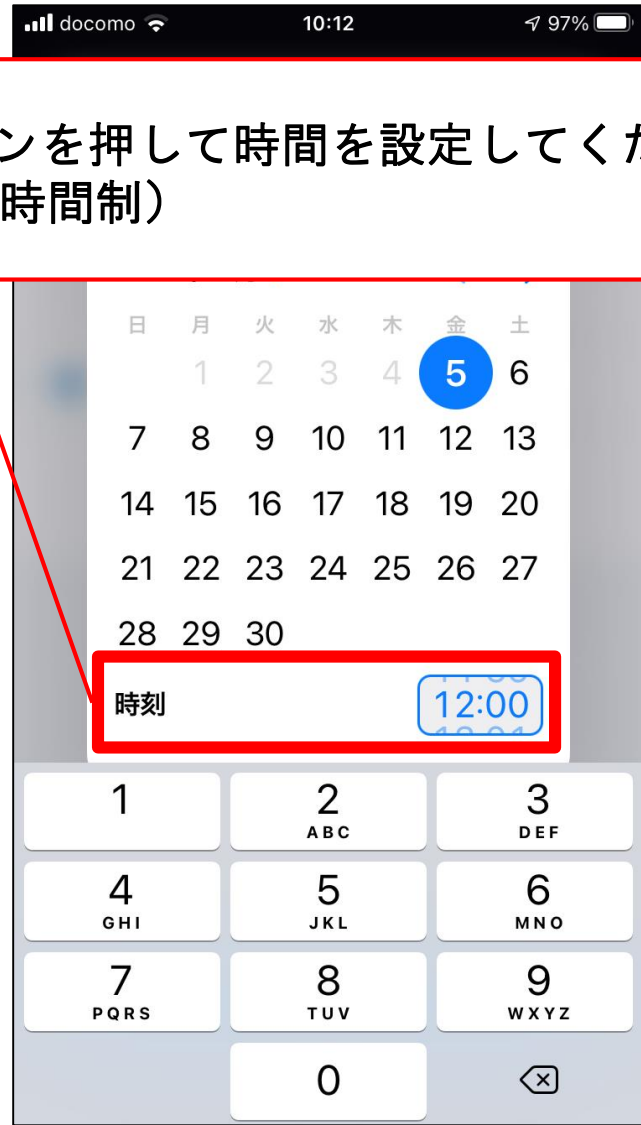 docomo 10:12 97%
ンを押して時間を設定してくだ
時間制）
日 月 火 水 木 金 土
1 2 3 4 5 6
7 8 9 10 11 12 13
14 15 16 17 18 19 20
21 22 23 24 25 26 27
28 29 30
時刻 12:00
1 2 3
ABC DEF
4 5 6
GHI JKL MNO
7 8 9
PQRS TUV WXYZ
0